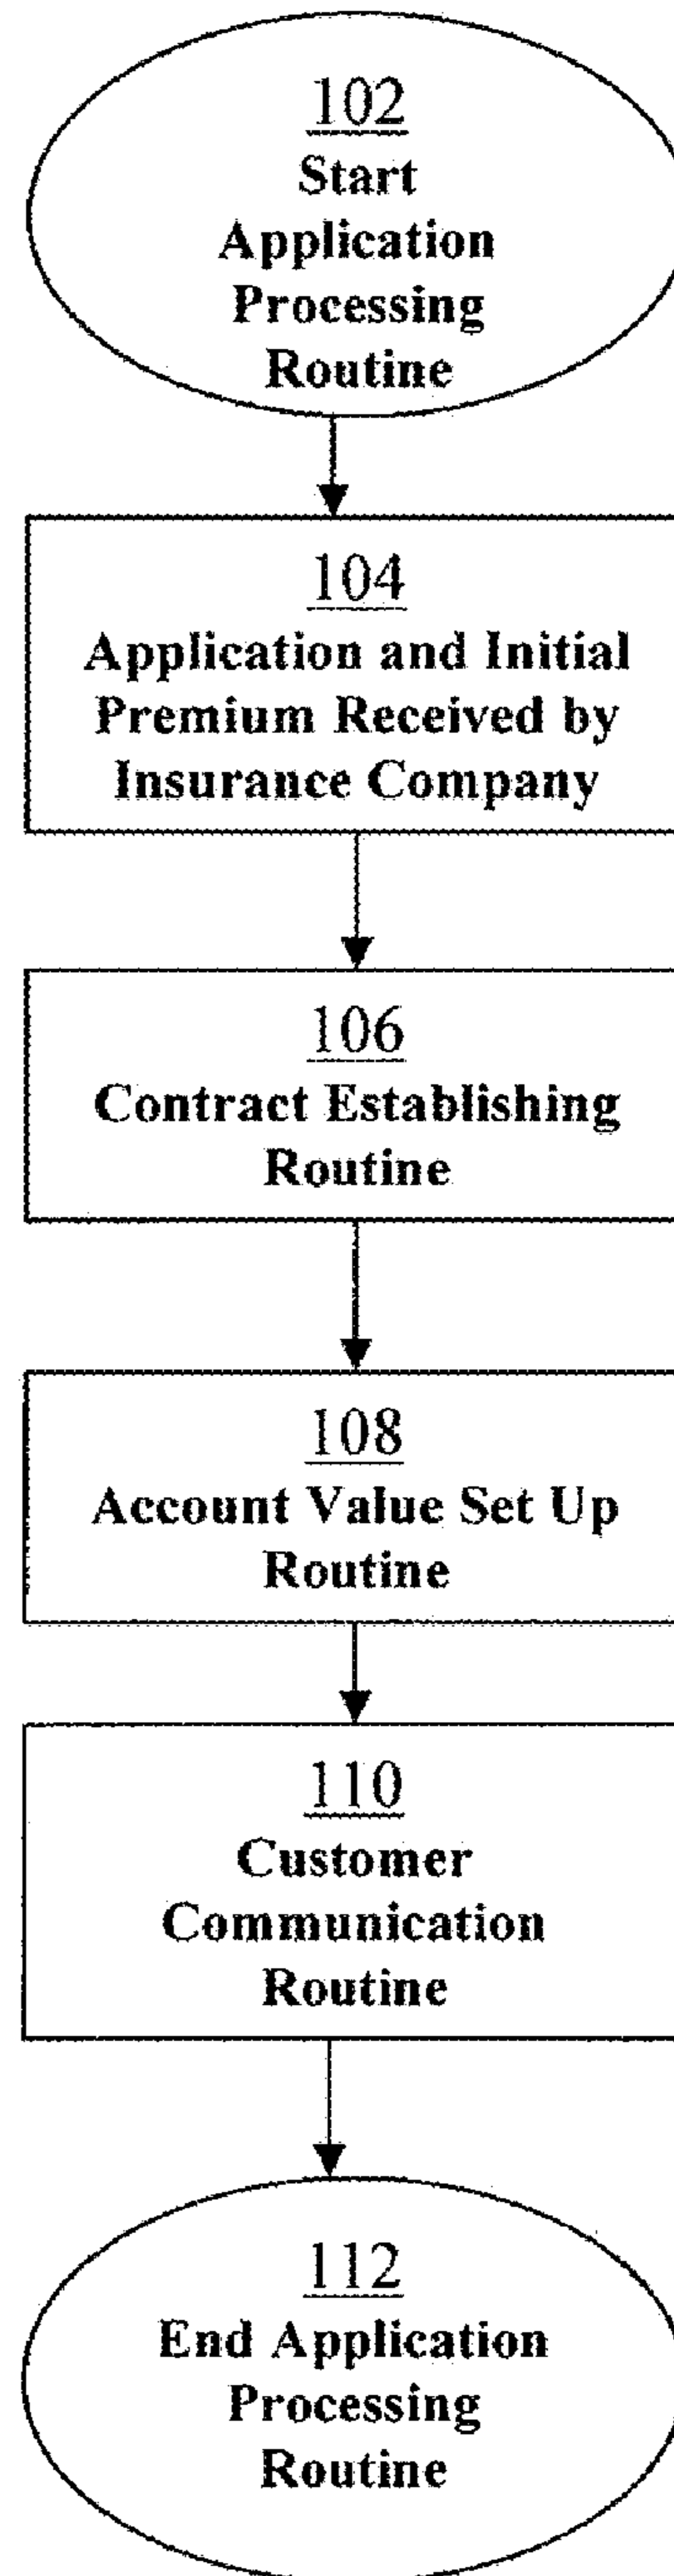 102
Start
Application
Processing
Routine
104
Application and Initial
Premium Received by
Insurance Company
106
Contract Establishing
Routine
108
Account Value Set Up
Routine
110
Customer
Communication
Routine
112
End Application
Processing
Routine